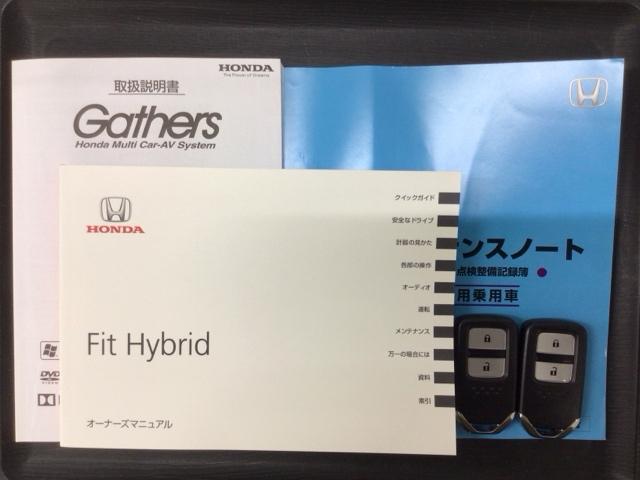 HONDA
The Power of Dreams
取扱説明書
Gathers
Honda Multi Car-AV System
DVD
VIDEO
ンスノート
点検整備記録簿
用乗用車
HONDA
Fit Hybrid
オーナーズマニュアル
クイックガイド
安全なドライブ
計器の見かた
各部の操作
オーディオ
運転
メンテナンス
万一の場合には
資料
索引